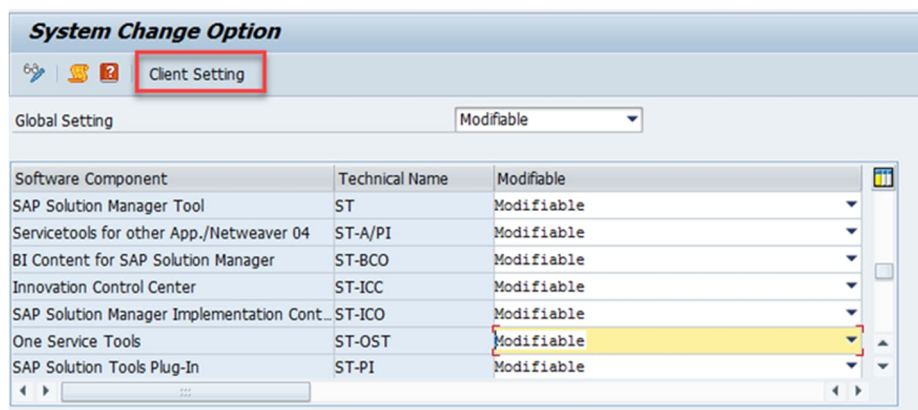 System Change Option
Client Setting
Global Setting Modifiable
Software Component Technical Name Modifiable
SAP Solution Manager Tool ST Modifiable
Servicetools for other App./Netweaver 04 ST-A/PI Modifiable
BI Content for SAP Solution Manager ST-BCO Modifiable
Innovation Control Center ST-ICC Modifiable
SAP Solution Manager Implementation Cont... ST-ICO Modifiable
One Service Tools ST-OST Modifiable
SAP Solution Tools Plug-In ST-PI Modifiable